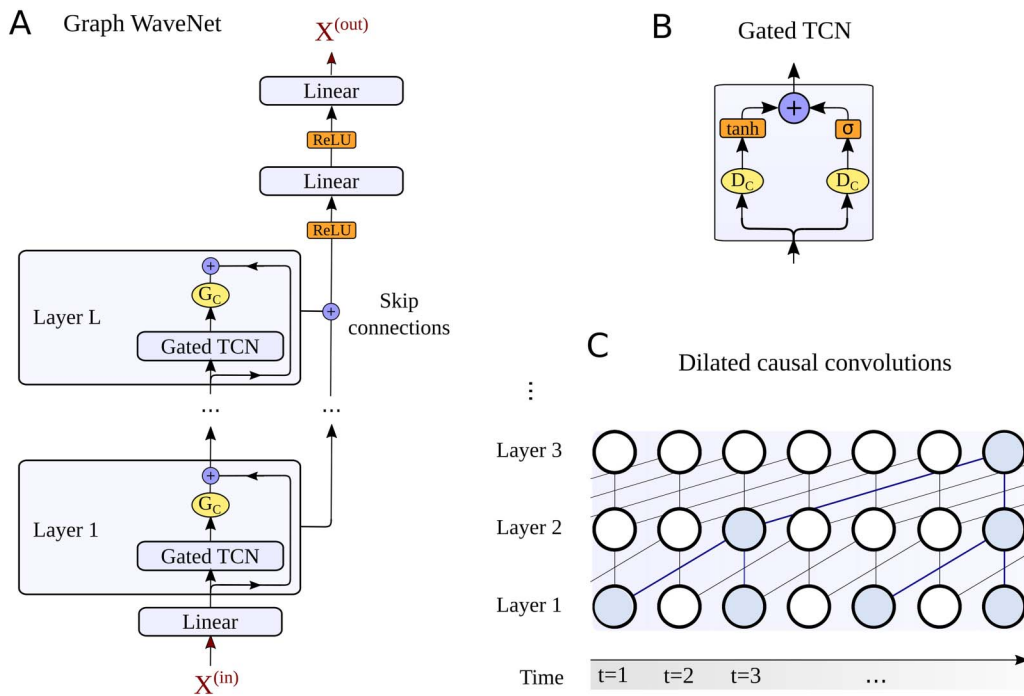 A
Graph WaveNet
X(out)
Linear
ReLU
Linear
ReLU
+
G_C
Layer L
Gated TCN
+
Skip
connections
...
...
+
G_C
Layer 1
Gated TCN
Linear
X(in)
B
Gated TCN
+
tanh
σ
D_C
D_C
C
Dilated causal convolutions
...
Layer 3
Layer 2
Layer 1
Time
t=1 t=2 t=3 ...